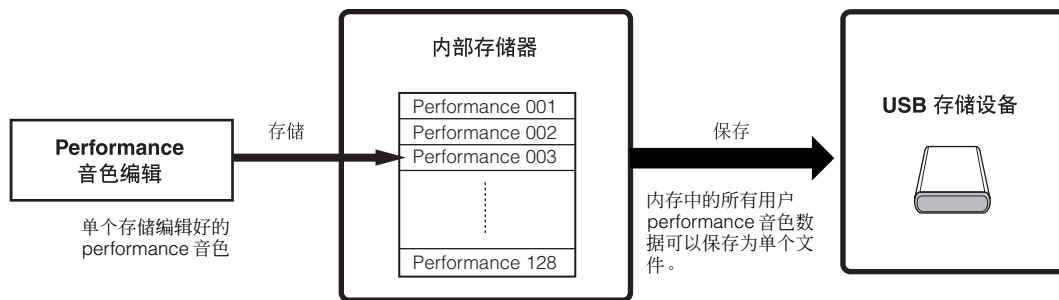 内部存储器
Performance 001
Performance 002
Performance 003
Performance 128
Performance
音色编辑
存储
单个存储编辑好的
performance 音色
保存
内存中的所有用户
performance 音色数
据可以保存为单个文
件。
USB 存储设备